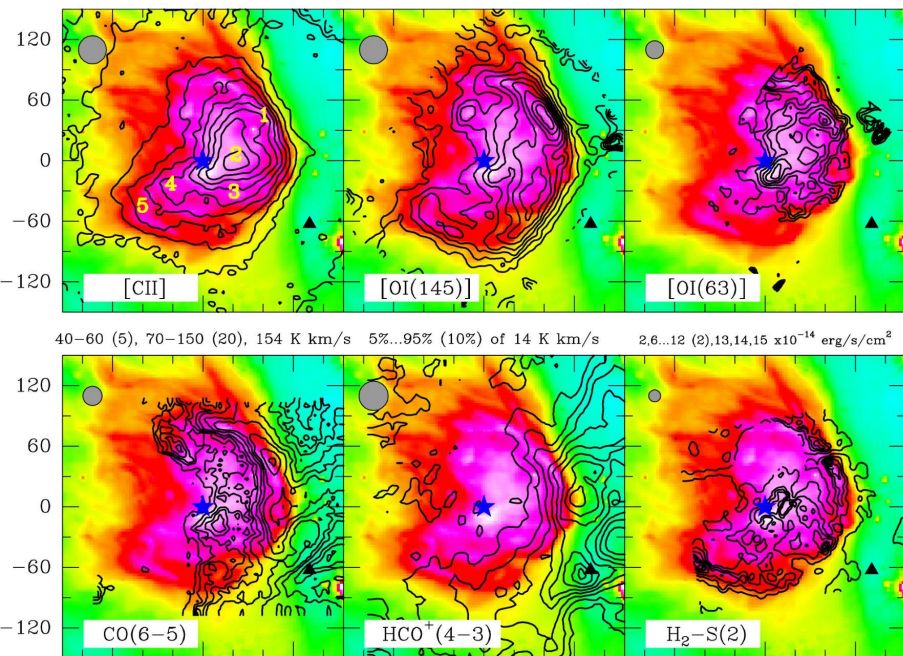 150
60
0
−60
−120
1
2
3
4
5
[CII]
[OI(145)]
[OI(63)]
40−60 (5), 70−150 (20), 154 K km/s
5%...95% (10%) of 14 K km/s
2,6...12 (2),13,14,15 x10−14 erg/s/cm2
120
60
0
−60
−120
CO(6−5)
HCO+(4−3)
H2−S(2)